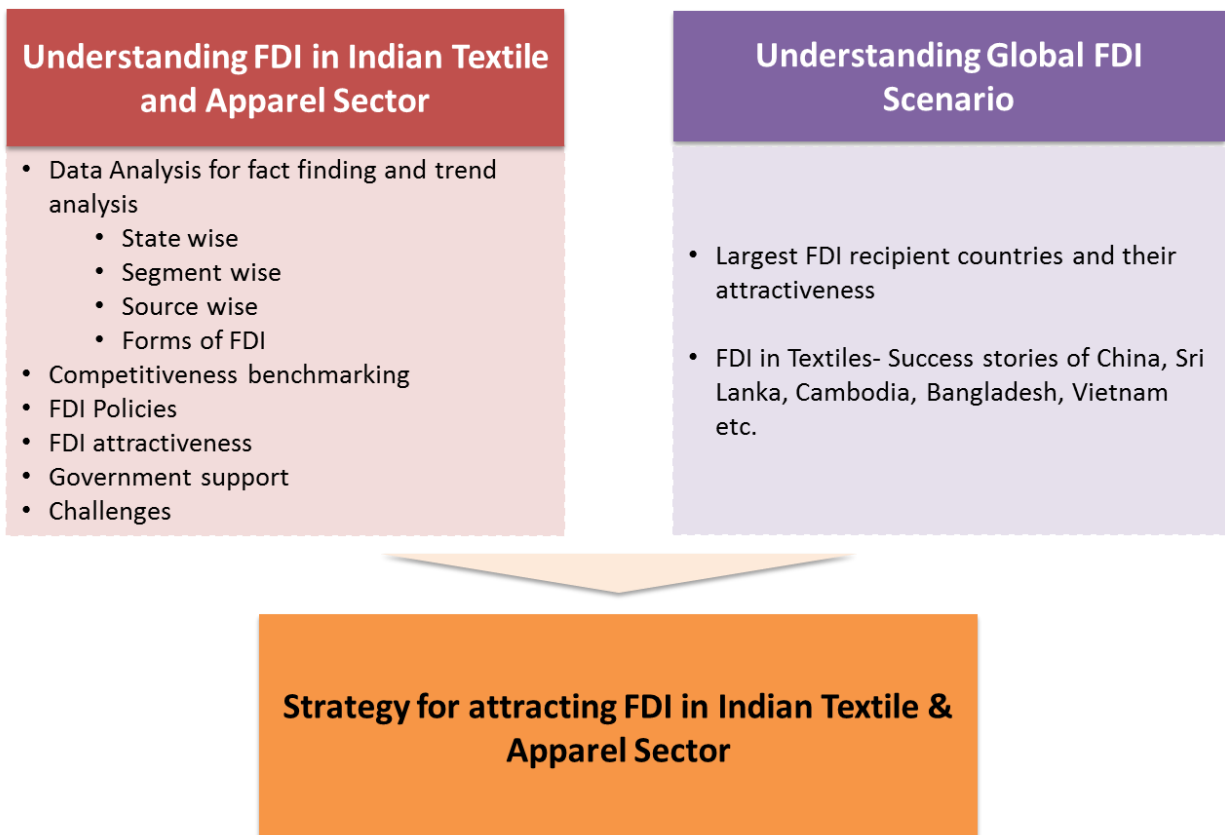 Understanding FDI in Indian Textile
and Apparel Sector
• Data Analysis for fact finding and trend
analysis
• State wise
• Segment wise
• Source wise
• Forms of FDI
• Competitiveness benchmarking
• FDI Policies
• FDI attractiveness
• Government support
• Challenges
Understanding Global FDI
Scenario
• Largest FDI recipient countries and their
attractiveness
• FDI in Textiles- Success stories of China, Sri
Lanka, Cambodia, Bangladesh, Vietnam
etc.
Strategy for attracting FDI in Indian Textile &
Apparel Sector